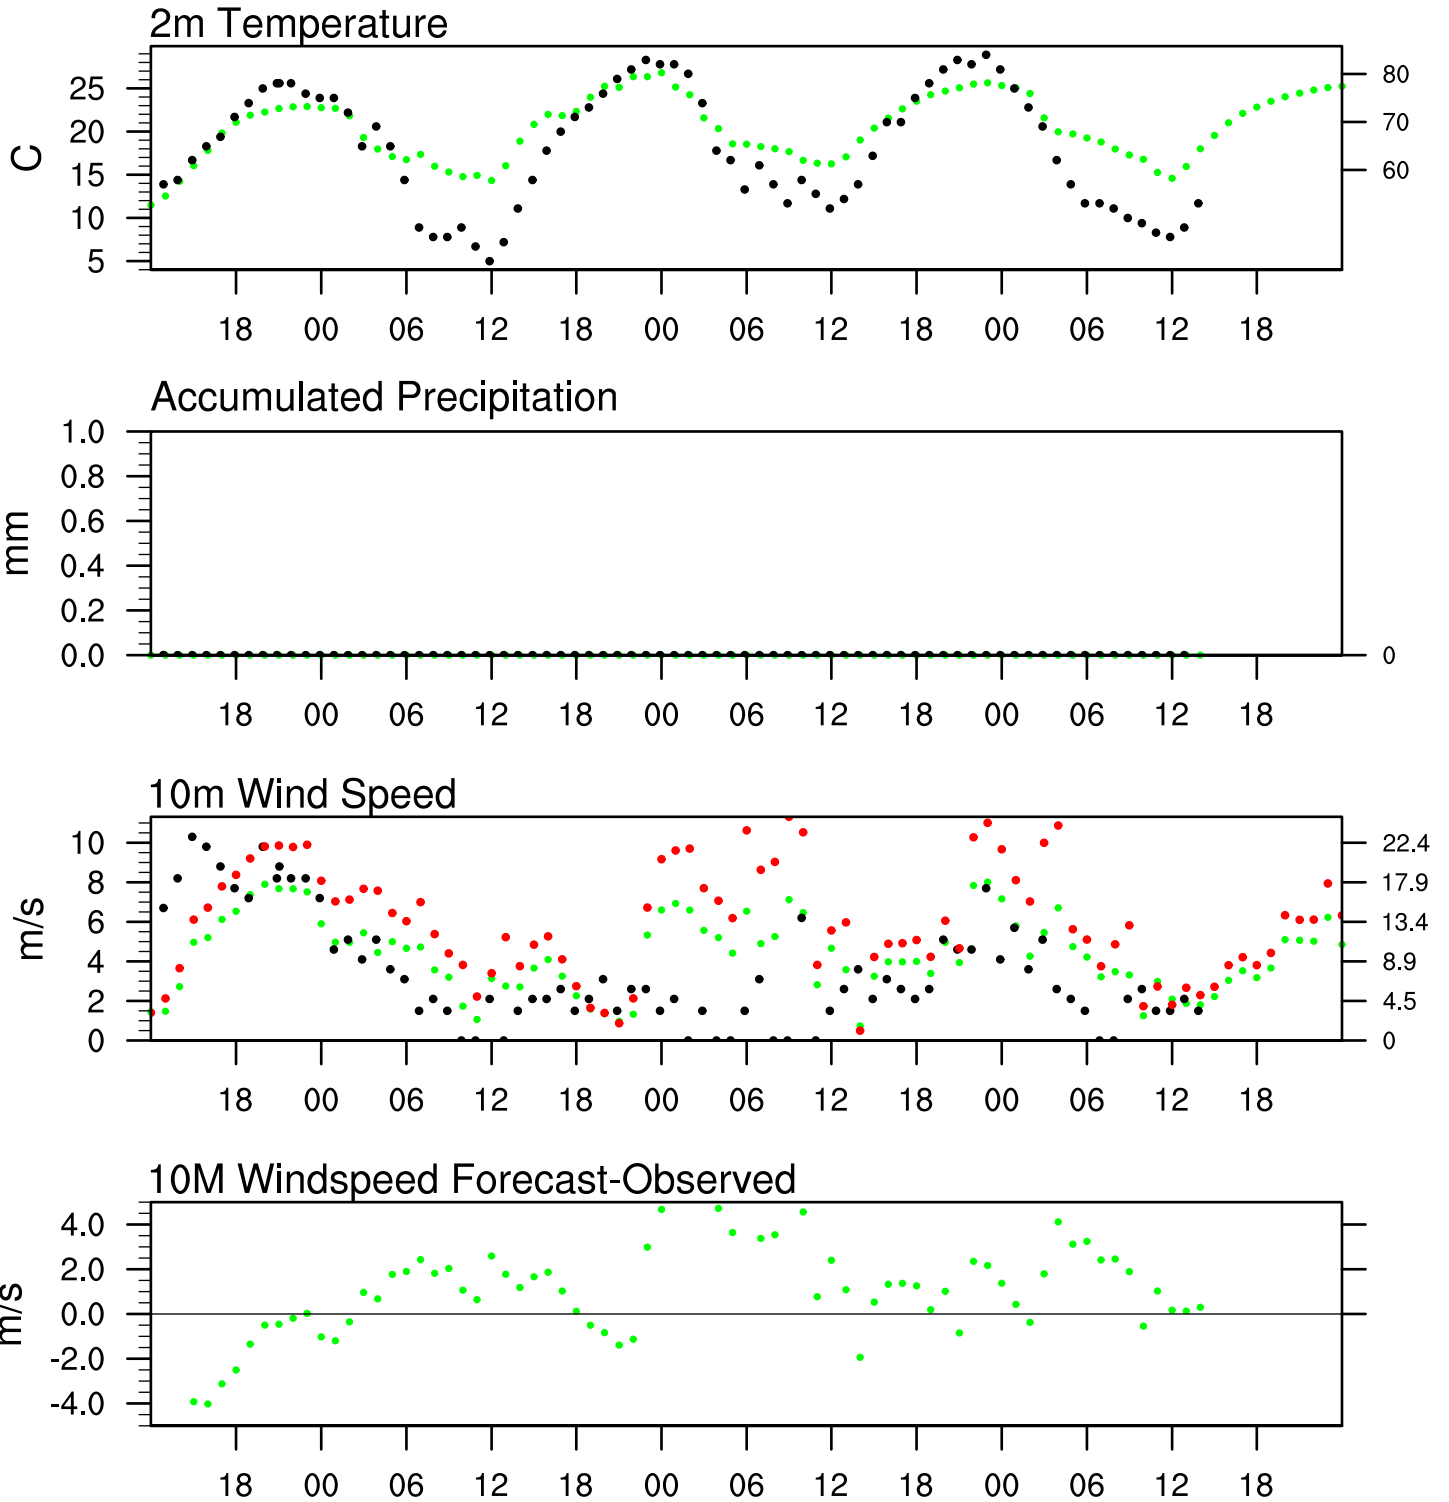 2m Temperature
25 80
20 70
15 60
10
5
C
18 00 06 12 18 00 06 12 18 00 06 12 18
Accumulated Precipitation
1.0
0.8
0.6
0.4
0.2
0.0 0
mm
18 00 06 12 18 00 06 12 18 00 06 12 18
10m Wind Speed
10 22.4
8 17.9
6 13.4
4 8.9
2 4.5
0 0
m/s
18 00 06 12 18 00 06 12 18 00 06 12 18
10M Windspeed Forecast-Observed
4.0
2.0
0.0
-2.0
-4.0
m/s
18 00 06 12 18 00 06 12 18 00 06 12 18